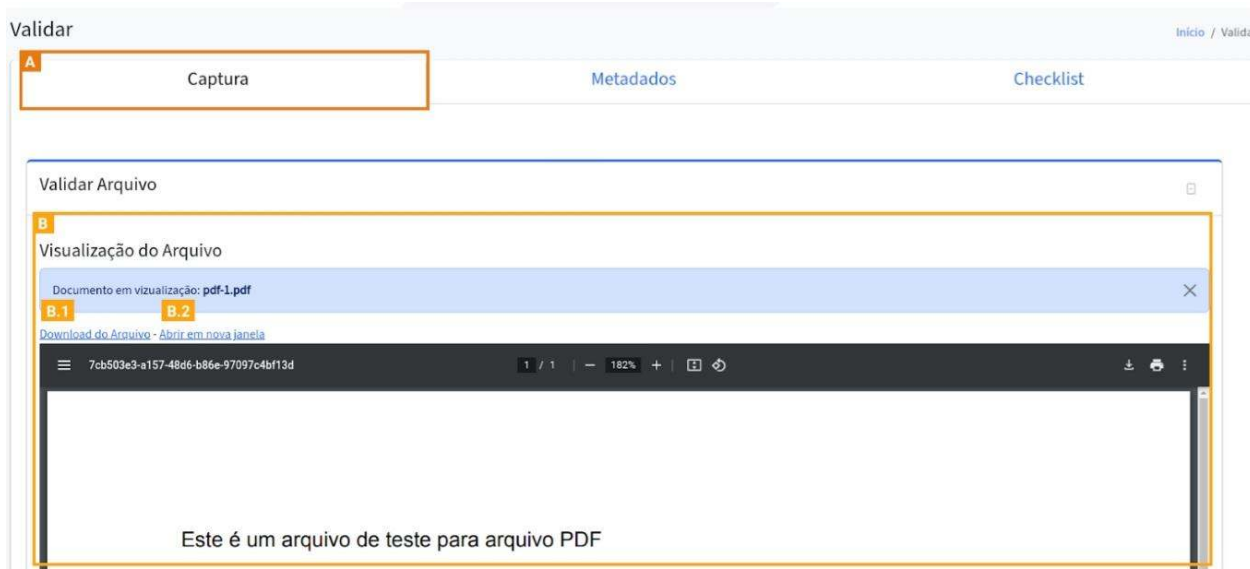 Validar
Início / Valida
A
Captura
Metadados
Checklist
Validar Arquivo
B
Visualização do Arquivo
Documento em vizualização: pdf-1.pdf
B.1
B.2
Download do Arquivo - Abrir em nova janela
7cb503e3-a157-48d6-b86e-97097c4bf13d
1 / 1 | − 182% + |
Este é um arquivo de teste para arquivo PDF